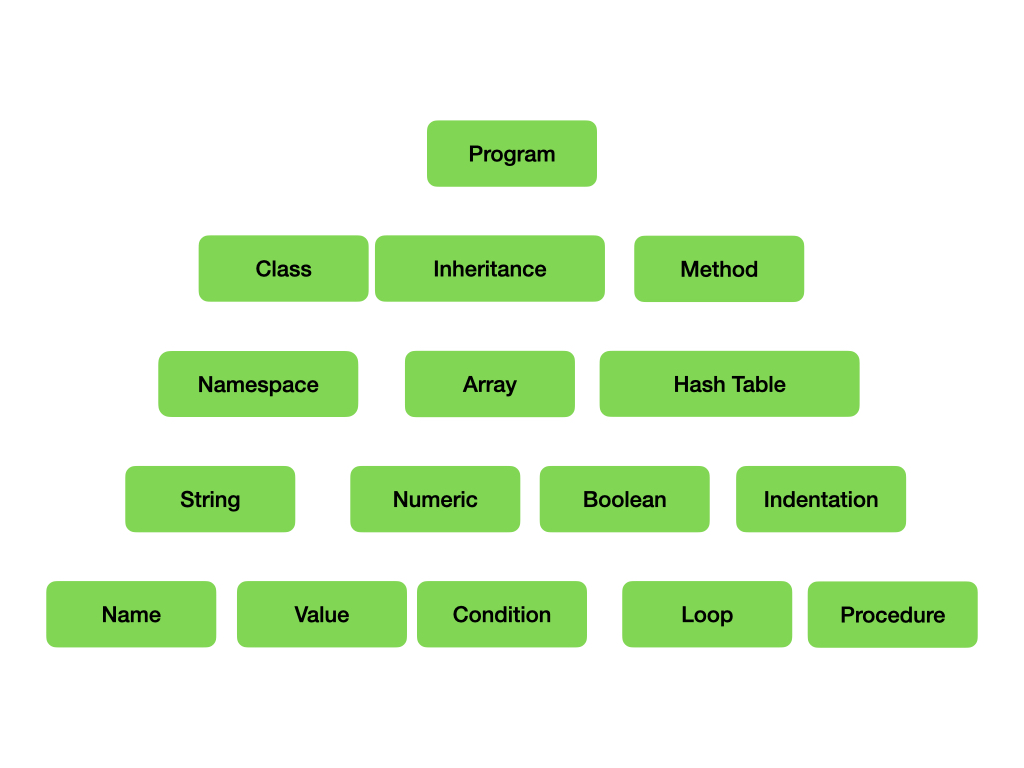 Program
Class Inheritance Method
Namespace Array Hash Table
String Numeric Boolean Indentation
Name Value Condition Loop Procedure